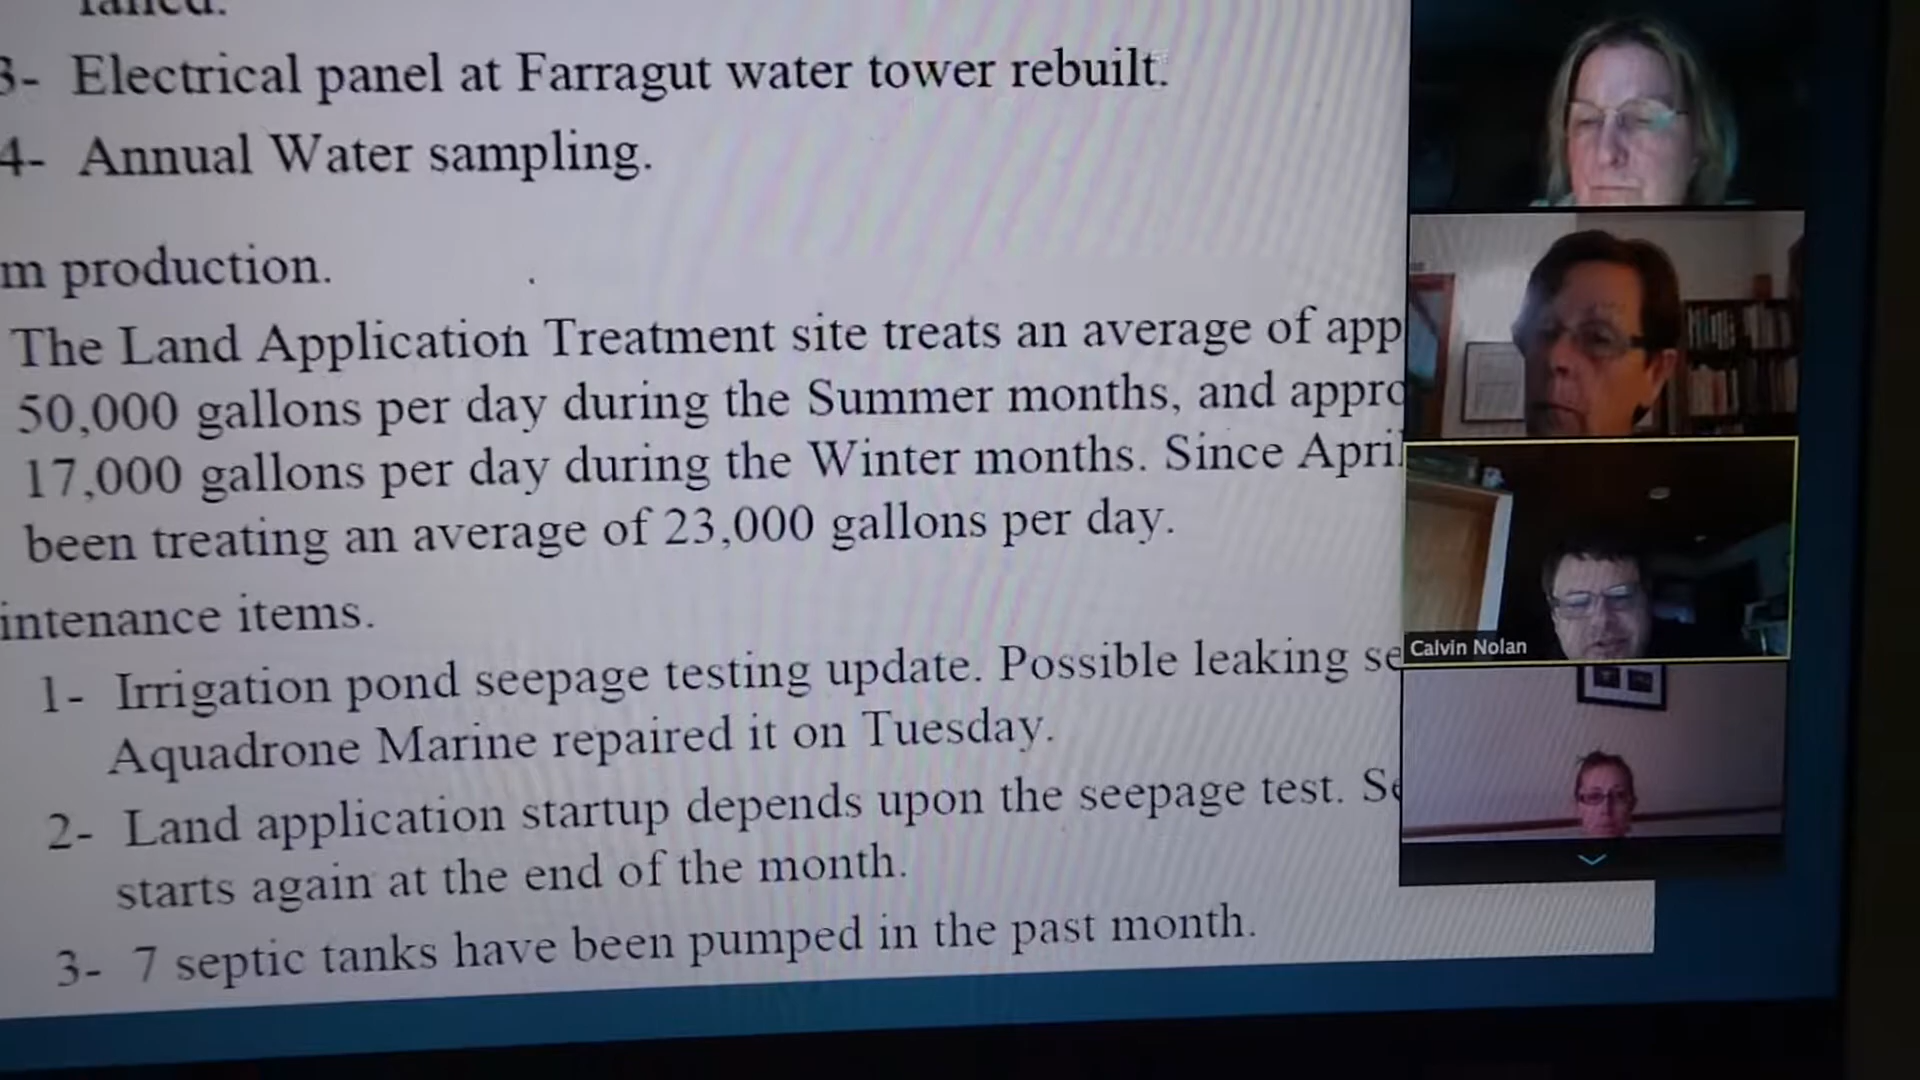 3- Electrical panel at Farragut water tower rebuilt.
4- Annual Water sampling.
m production.
The Land Application Treatment site treats an average of app
50,000 gallons per day during the Summer months, and appro
17,000 gallons per day during the Winter months. Since April
been treating an average of 23,000 gallons per day.
intenance items.
1- Irrigation pond seepage testing update. Possible leaking se
Aquadrone Marine repaired it on Tuesday.
2- Land application startup depends upon the seepage test. Se
starts again at the end of the month.
3- 7 septic tanks have been pumped in the past month.
Calvin Nolan